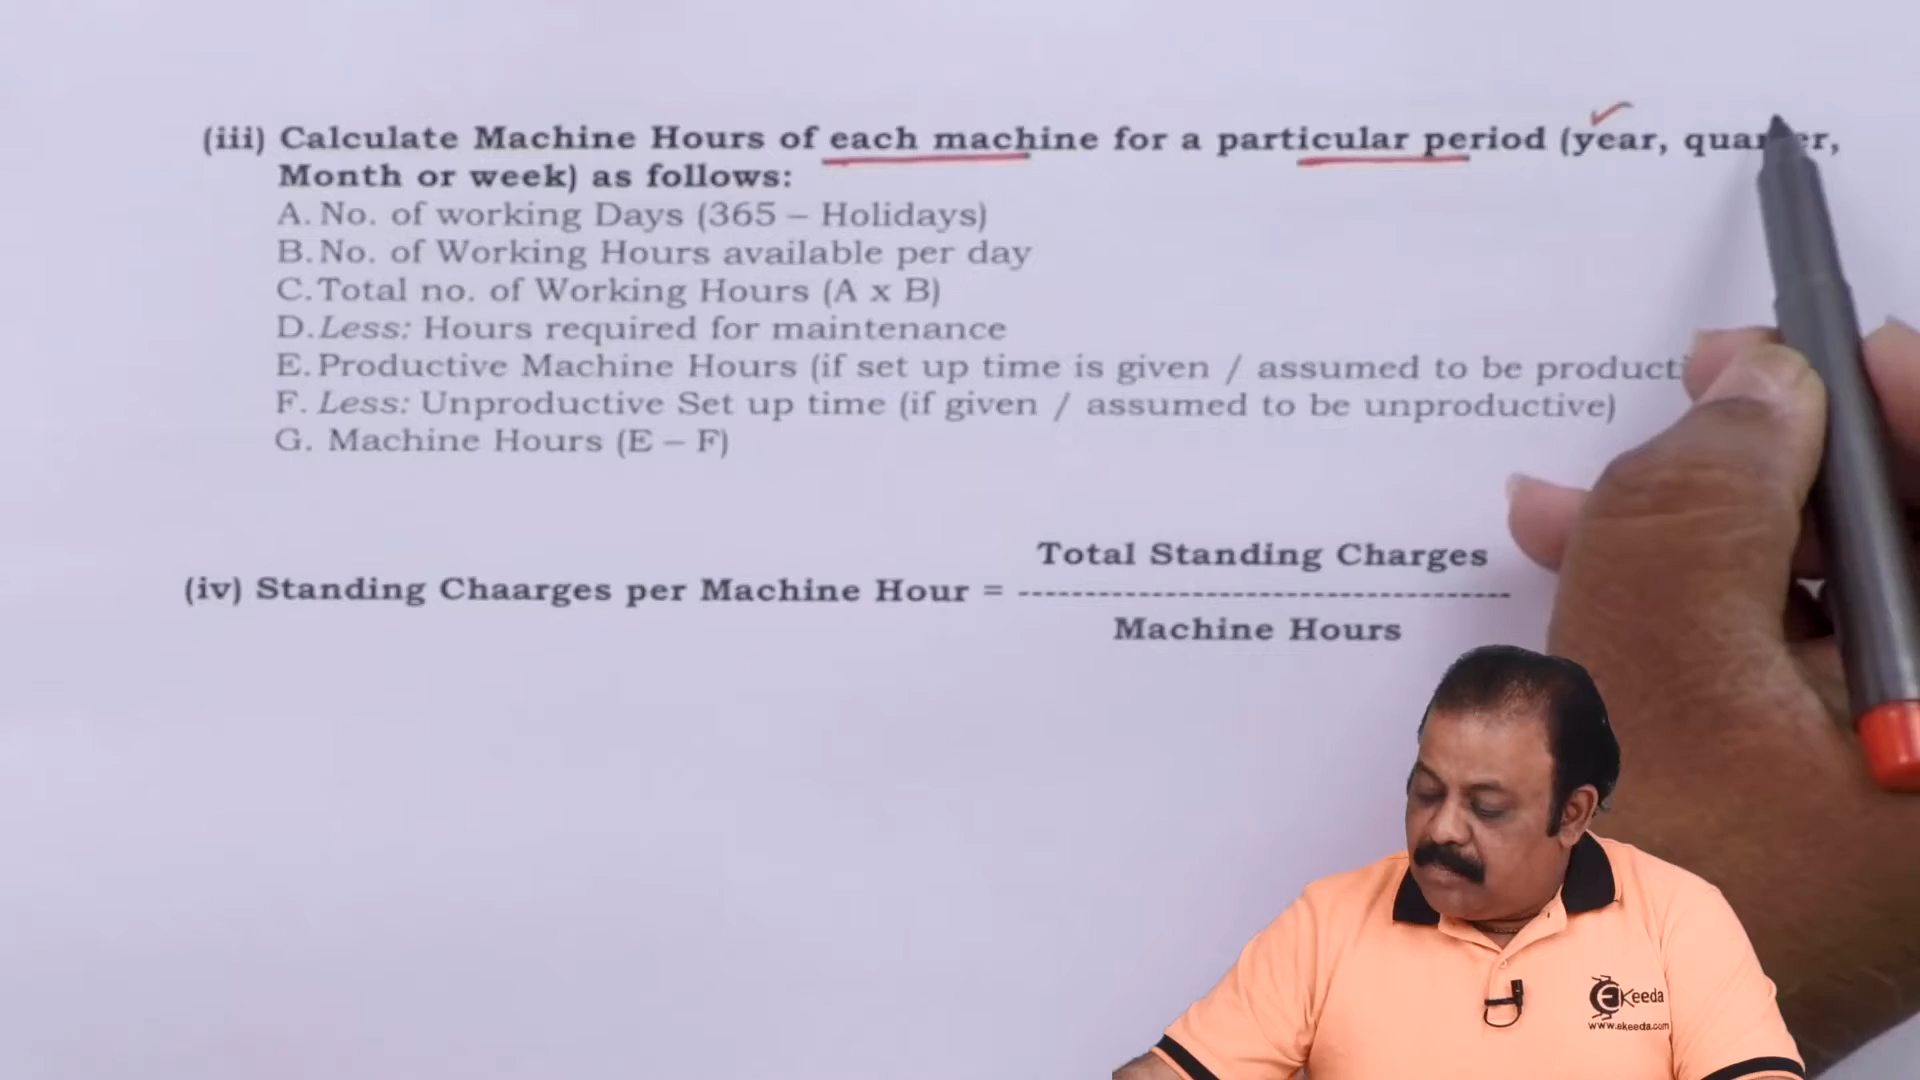 (iii) Calculate Machine Hours of each machine for a particular period (year, quarter,
Month or week) as follows:
A. No. of working Days (365 – Holidays)
B. No. of Working Hours available per day
C. Total no. of Working Hours (A x B)
D. Less: Hours required for maintenance
E. Productive Machine Hours (if set up time is given / assumed to be producti
F. Less: Unproductive Set up time (if given / assumed to be unproductive)
G. Machine Hours (E – F)
Total Standing Charges
(iv) Standing Chaarges per Machine Hour = ------------------------------------
Machine Hours
Ekeeda
www.ekeeda.com